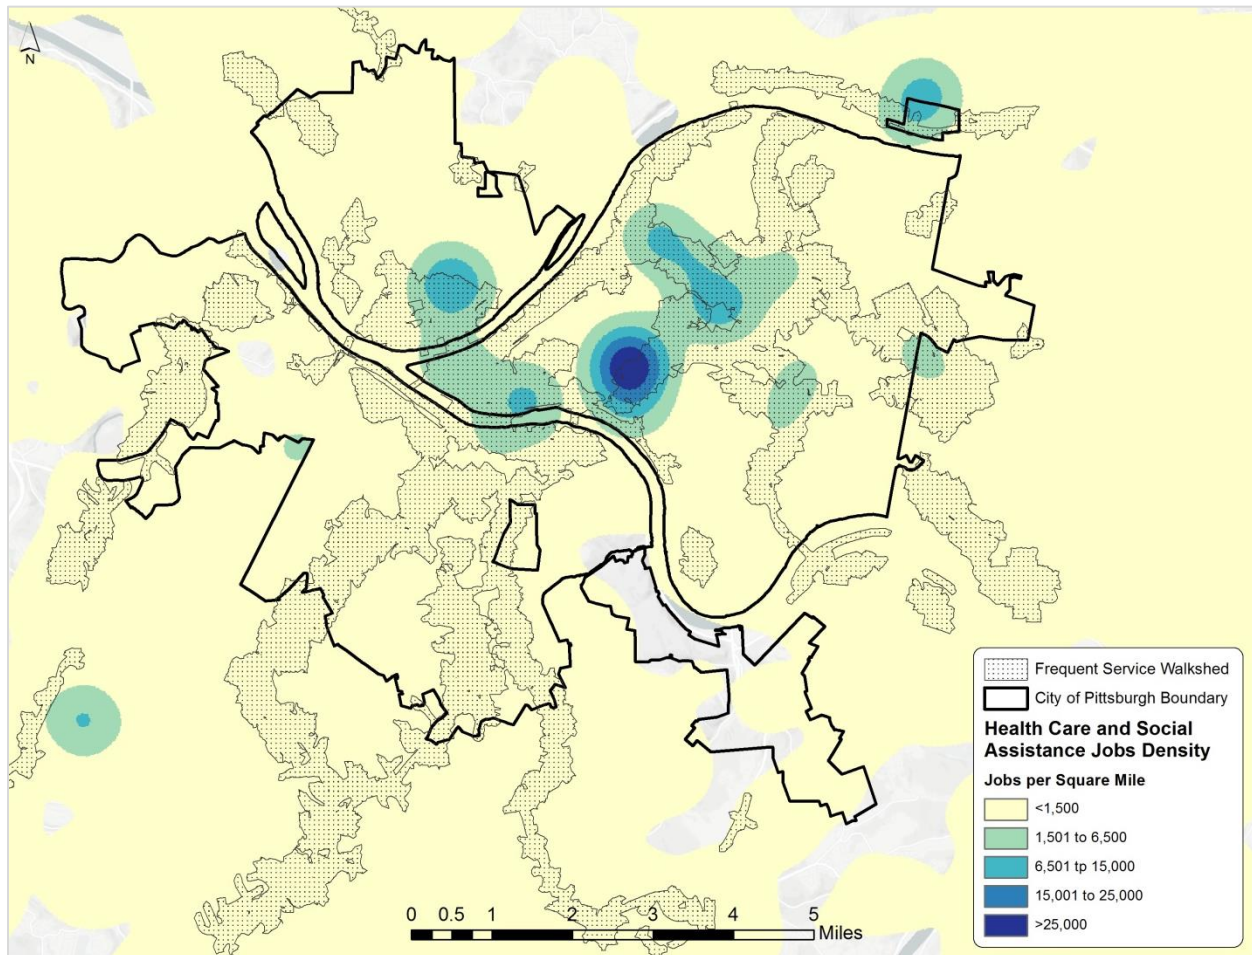 N
Frequent Service Walkshed
City of Pittsburgh Boundary
Health Care and Social
Assistance Jobs Density
Jobs per Square Mile
<1,500
1,501 to 6,500
6,501 tp 15,000
15,001 to 25,000
>25,000
0 0.5 1 2 3 4 5
Miles